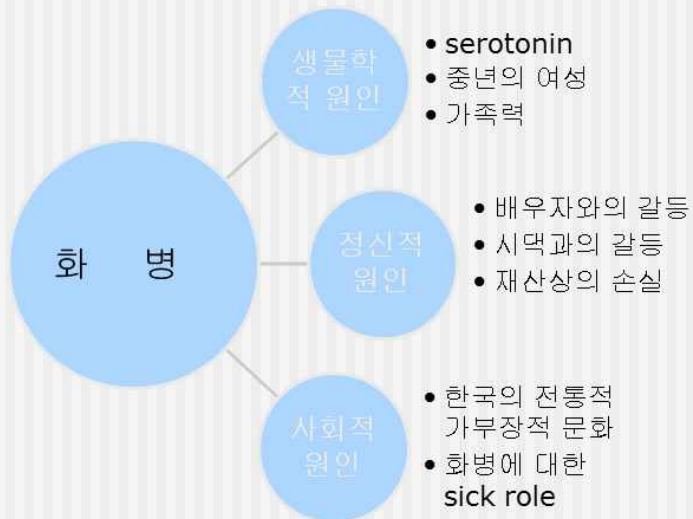 화 병
생물학
적 원인
• serotonin
• 중년의 여성
• 가족력
정신적
원인
• 배우자와의 갈등
• 시댁과의 갈등
• 재산상의 손실
사회적
원인
• 한국의 전통적
가부장적 문화
• 화병에 대한
sick role